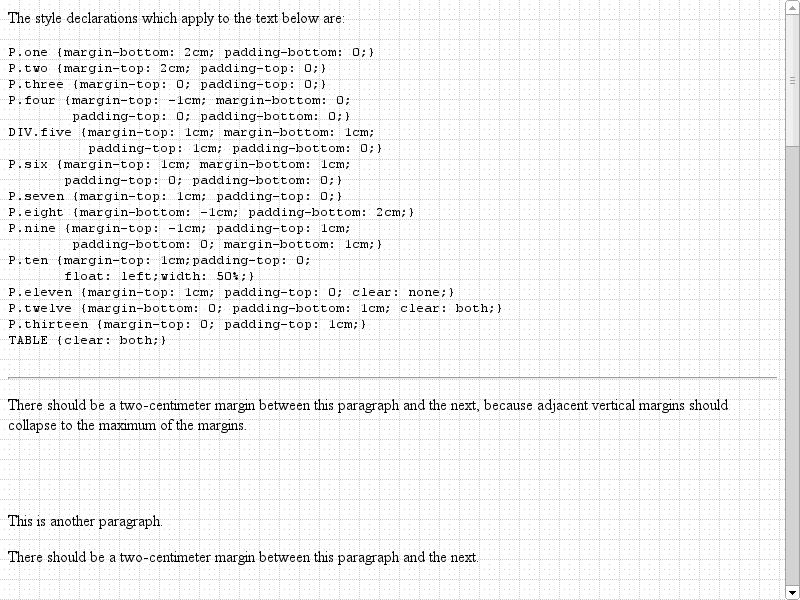 The style declarations which apply to the text below are:
P.one {margin-bottom: 2cm; padding-bottom: 0;}
P.two {margin-top: 2cm; padding-top: 0;}
P.three {margin-top: 0; padding-top: 0;}
P.four {margin-top: -1cm; margin-bottom: 0;
        padding-top: 0; padding-bottom: 0;}
DIV.five {margin-top: 1cm; margin-bottom: 1cm;
          padding-top: 1cm; padding-bottom: 0;}
P.six {margin-top: 1cm; margin-bottom: 1cm;
       padding-top: 0; padding-bottom: 0;}
P.seven {margin-top: 1cm; padding-top: 0;}
P.eight {margin-bottom: -1cm; padding-bottom: 2cm;}
P.nine {margin-top: -1cm; padding-top: 1cm;
        padding-bottom: 0; margin-bottom: 1cm;}
P.ten {margin-top: 1cm;padding-top: 0;
       float: left;width: 50%;}
P.eleven {margin-top: 1cm; padding-top: 0; clear: none;}
P.twelve {margin-bottom: 0; padding-bottom: 1cm; clear: both;}
P.thirteen {margin-top: 0; padding-top: 1cm;}
TABLE {clear: both;}
There should be a two-centimeter margin between this paragraph and the next, because adjacent vertical margins should
collapse to the maximum of the margins.
This is another paragraph.
There should be a two-centimeter margin between this paragraph and the next.